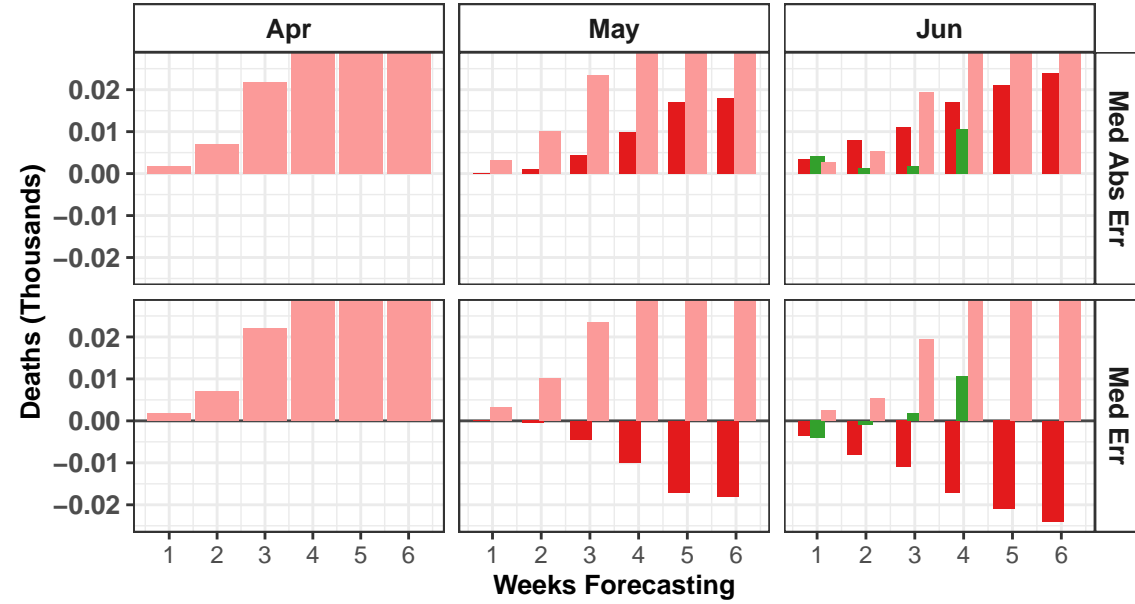 Apr May Jun
0.02
0.01
0.00
−0.01
−0.02
Med Abs Err
0.02
0.01
0.00
−0.01
−0.02
Med Err
Deaths (Thousands)
1 2 3 4 5 6 1 2 3 4 5 6 1 2 3 4 5 6
Weeks Forecasting